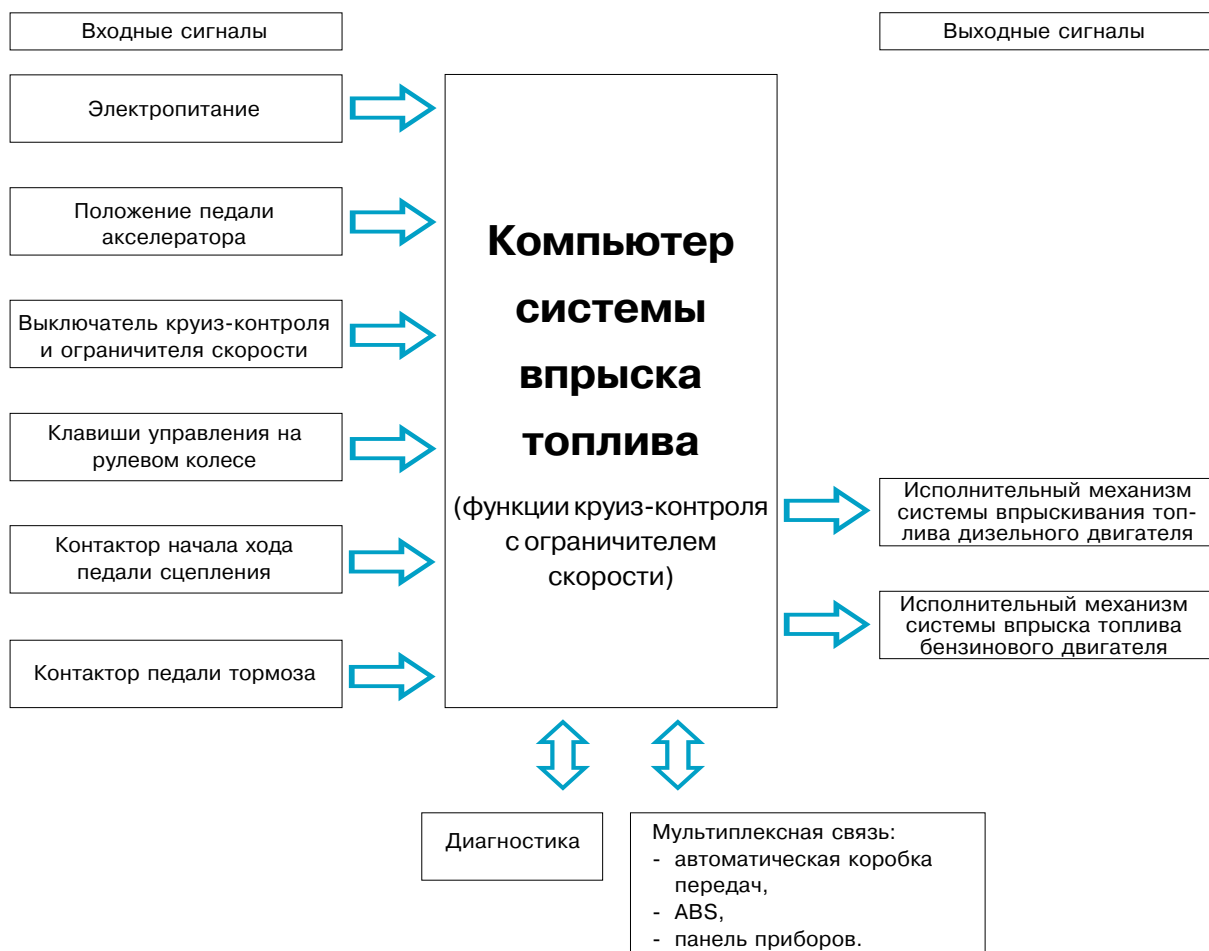 Входные сигналы
Выходные сигналы
Электропитание
Положение педали
акселератора
Выключатель круиз-контроля
и ограничителя скорости
Клавиши управления на
рулевом колесе
Контактор начала хода
педали сцепления
Контактор педали тормоза
Компьютер
системы
впрыска
топлива
(функции круиз-контроля
с ограничителем
скорости)
Исполнительный механизм
системы впрыскивания топ-
лива дизельного двигателя
Исполнительный механизм
системы впрыска топлива
бензинового двигателя
Диагностика
Мультиплексная связь:
- автоматическая коробка
передач,
- ABS,
- панель приборов.